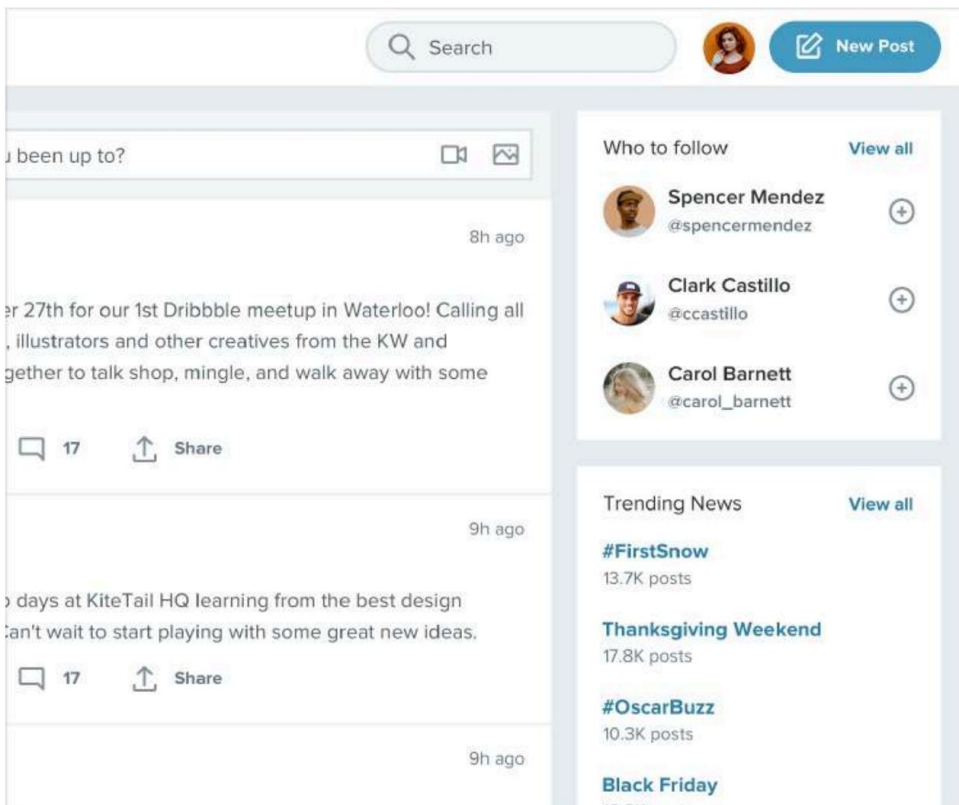 Search
New Post
been up to?
8h ago
27th for our 1st Dribbble meetup in Waterloo! Calling all
, illustrators and other creatives from the KW and
gether to talk shop, mingle, and walk away with some
17 Share
9h ago
days at KiteTail HQ learning from the best design
Can't wait to start playing with some great new ideas.
17 Share
9h ago
Who to follow View all
Spencer Mendez
@spencermendez
Clark Castillo
@ccastillo
Carol Barnett
@carol_barnett
Trending News View all
#FirstSnow
13.7K posts
Thanksgiving Weekend
17.8K posts
#OscarBuzz
10.3K posts
Black Friday